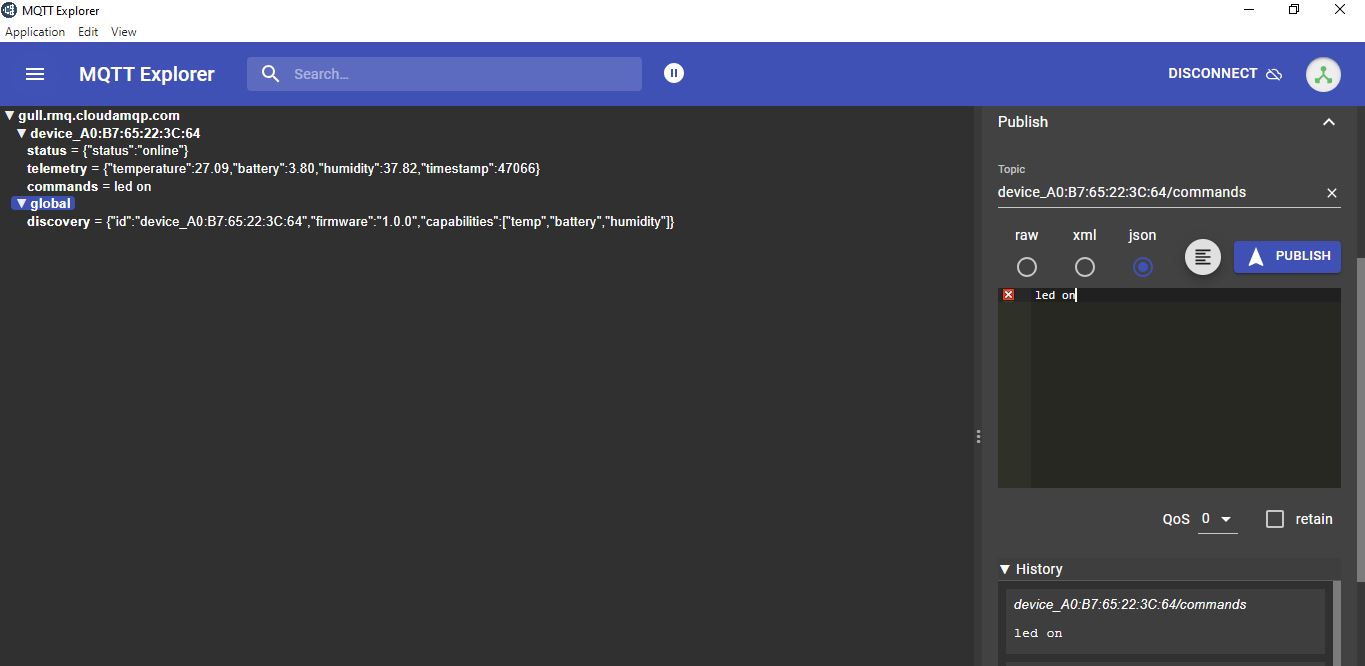 MQTT Explorer
Application Edit View
MQTT Explorer
Search...
DISCONNECT
gull.rmq.cloudamqp.com
device_A0:B7:65:22:3C:64
status = {"status":"online"}
telemetry = {"temperature":27.09,"battery":3.80,"humidity":37.82,"timestamp":47066}
commands = led on
global
discovery = {"id":"device_A0:B7:65:22:3C:64","firmware":"1.0.0","capabilities":["temp","battery","humidity"]}
Publish
Topic
device_A0:B7:65:22:3C:64/commands
raw xml json
PUBLISH
led on
QoS 0 retain
History
device_A0:B7:65:22:3C:64/commands
led on